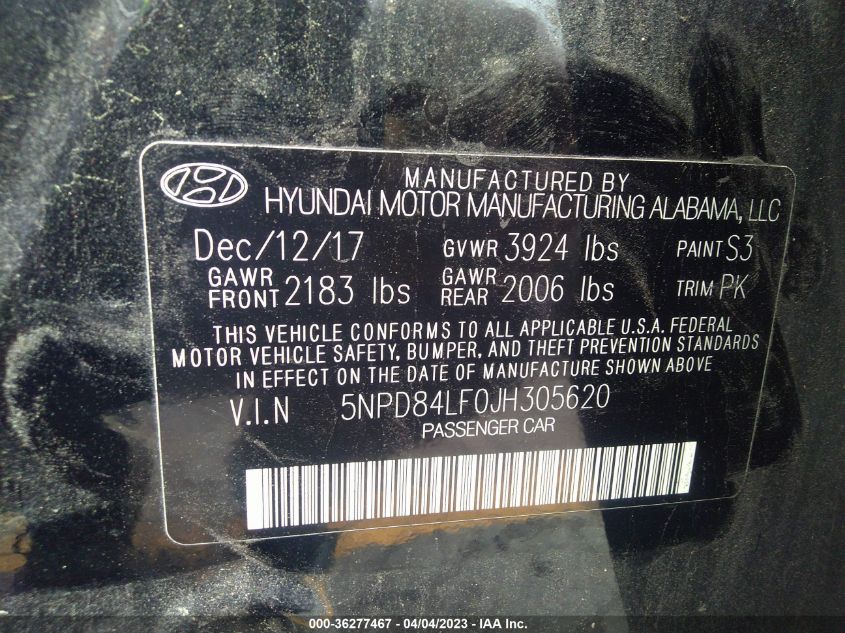 MANUFACTURED BY
HYUNDAI MOTOR MANUFACTURING ALABAMA, LLC
Dec/12/17 GVWR 3924 lbs PAINT S3
GAWR FRONT 2183 lbs GAWR REAR 2006 lbs TRIM PK
THIS VEHICLE CONFORMS TO ALL APPLICABLE U.S.A. FEDERAL
MOTOR VEHICLE SAFETY, BUMPER, AND THEFT PREVENTION STANDARDS
IN EFFECT ON THE DATE OF MANUFACTURE SHOWN ABOVE
V.I.N 5NPD84LF0JH305620
PASSENGER CAR
000-36277467 - 04/04/2023 - IAA Inc.